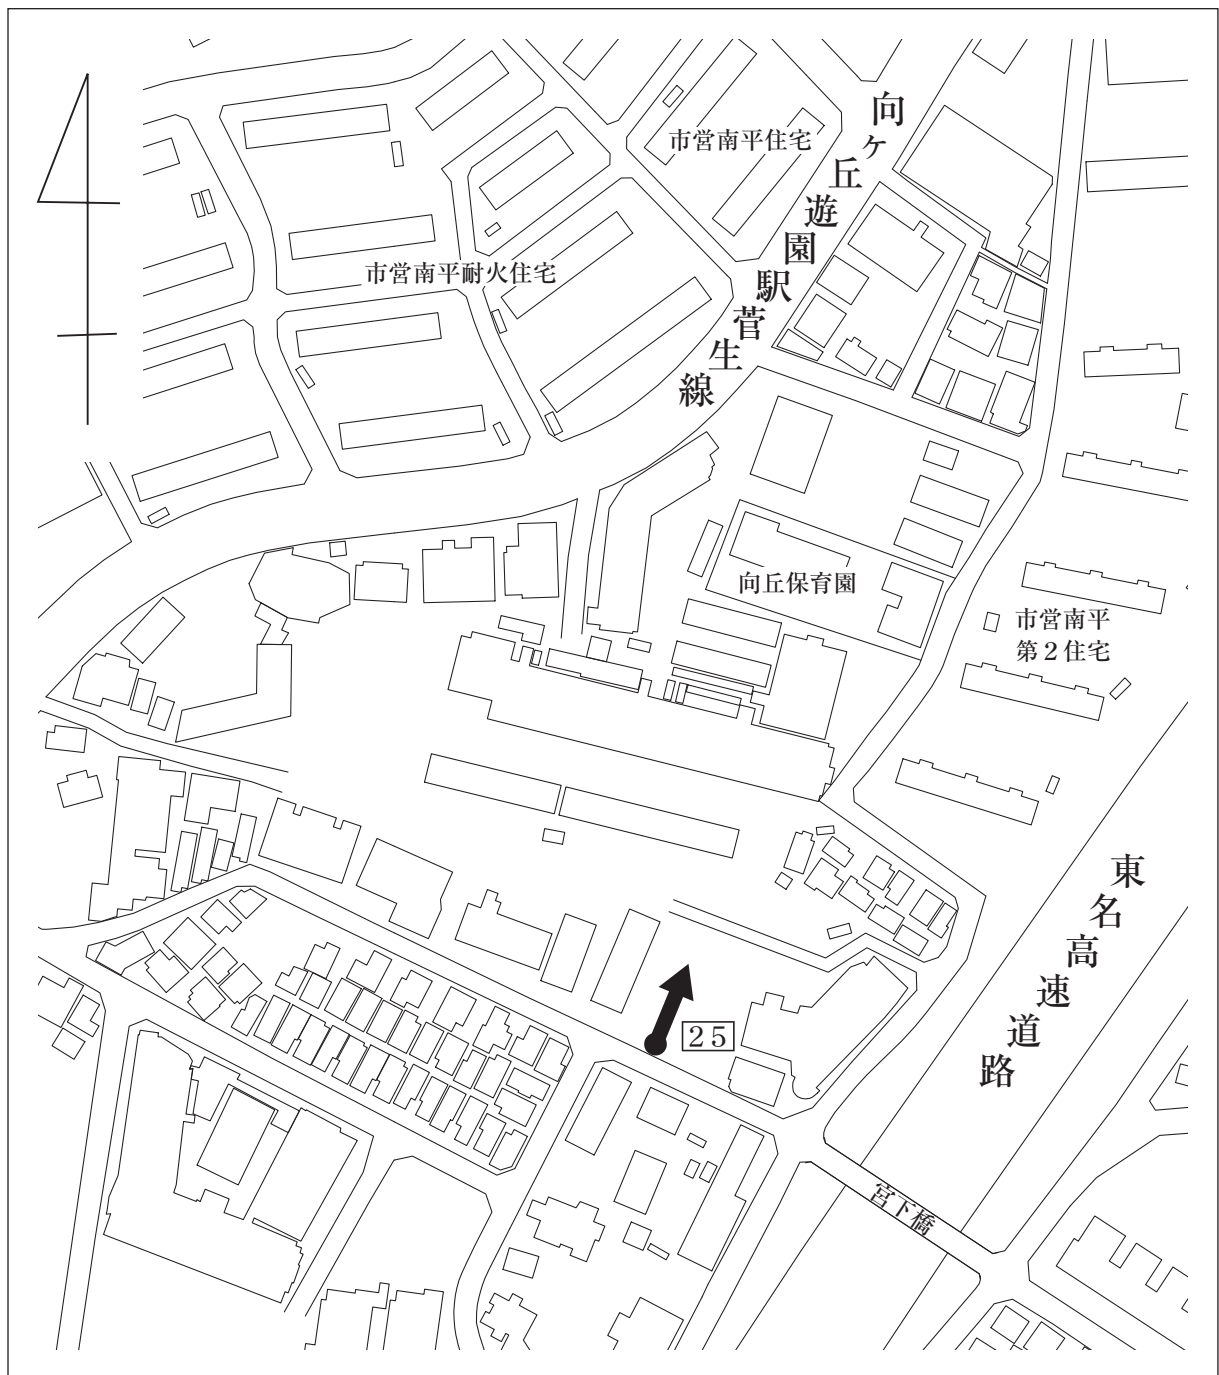 市営南平住宅
向ヶ丘遊園駅菅生線
市営南平耐火住宅
向丘保育園
市営南平
第2住宅
東名高速道路
25
宮下橋